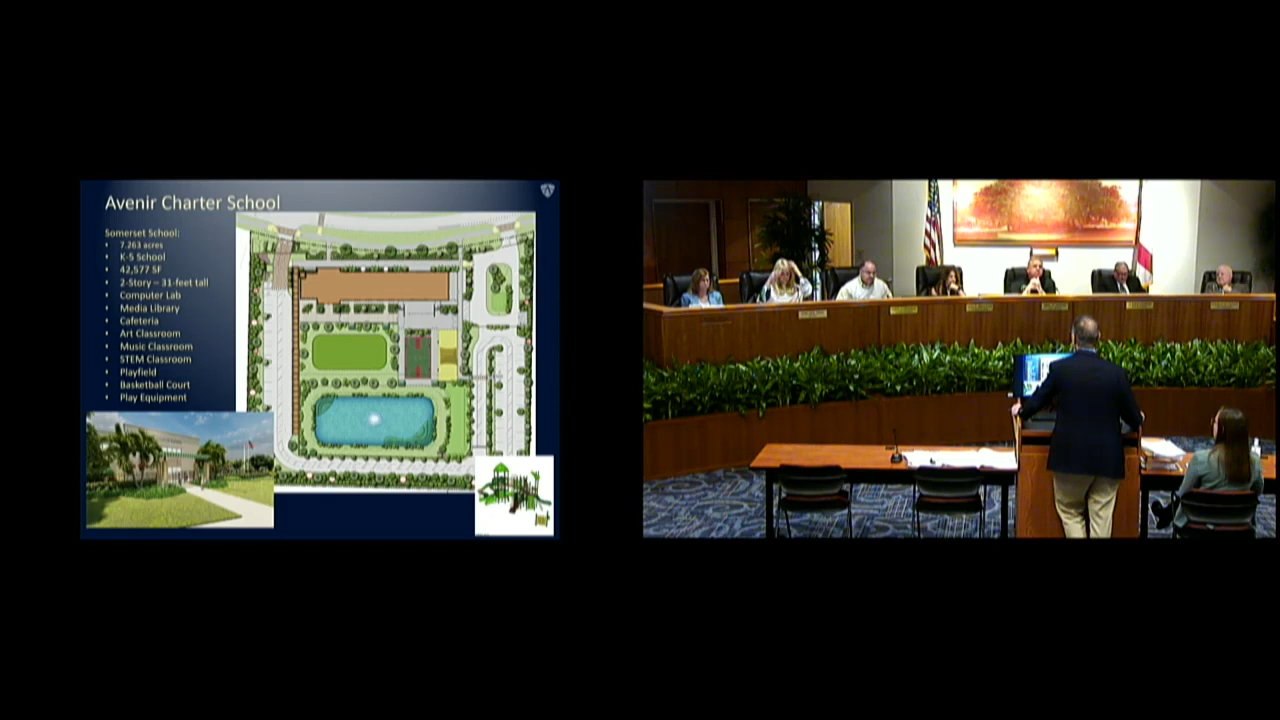 Avenir Charter School
Somerset School:
• 7.263 acres
• K-5 School
• 42,577 SF
• 2-Story – 31-feet tall
• Computer Lab
• Media Library
• Cafeteria
• Art Classroom
• Music Classroom
• STEM Classroom
• Playfield
• Basketball Court
• Play Equipment